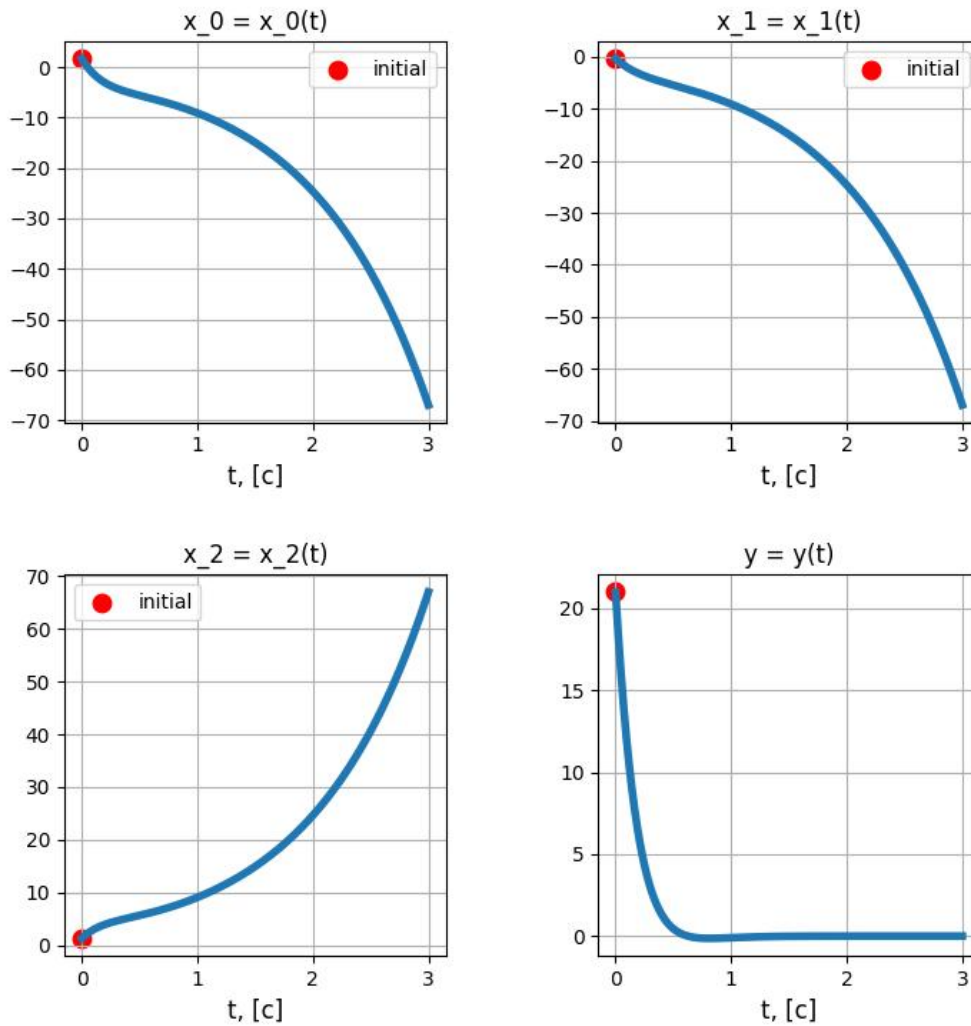 x_0 = x_0(t)
initial
0
−10
−20
−30
−40
−50
−60
−70
0 1 2 3
t, [c]
x_1 = x_1(t)
initial
0
−10
−20
−30
−40
−50
−60
−70
0 1 2 3
t, [c]
x_2 = x_2(t)
initial
70
60
50
40
30
20
10
0
0 1 2 3
t, [c]
y = y(t)
20
15
10
5
0
0 1 2 3
t, [c]